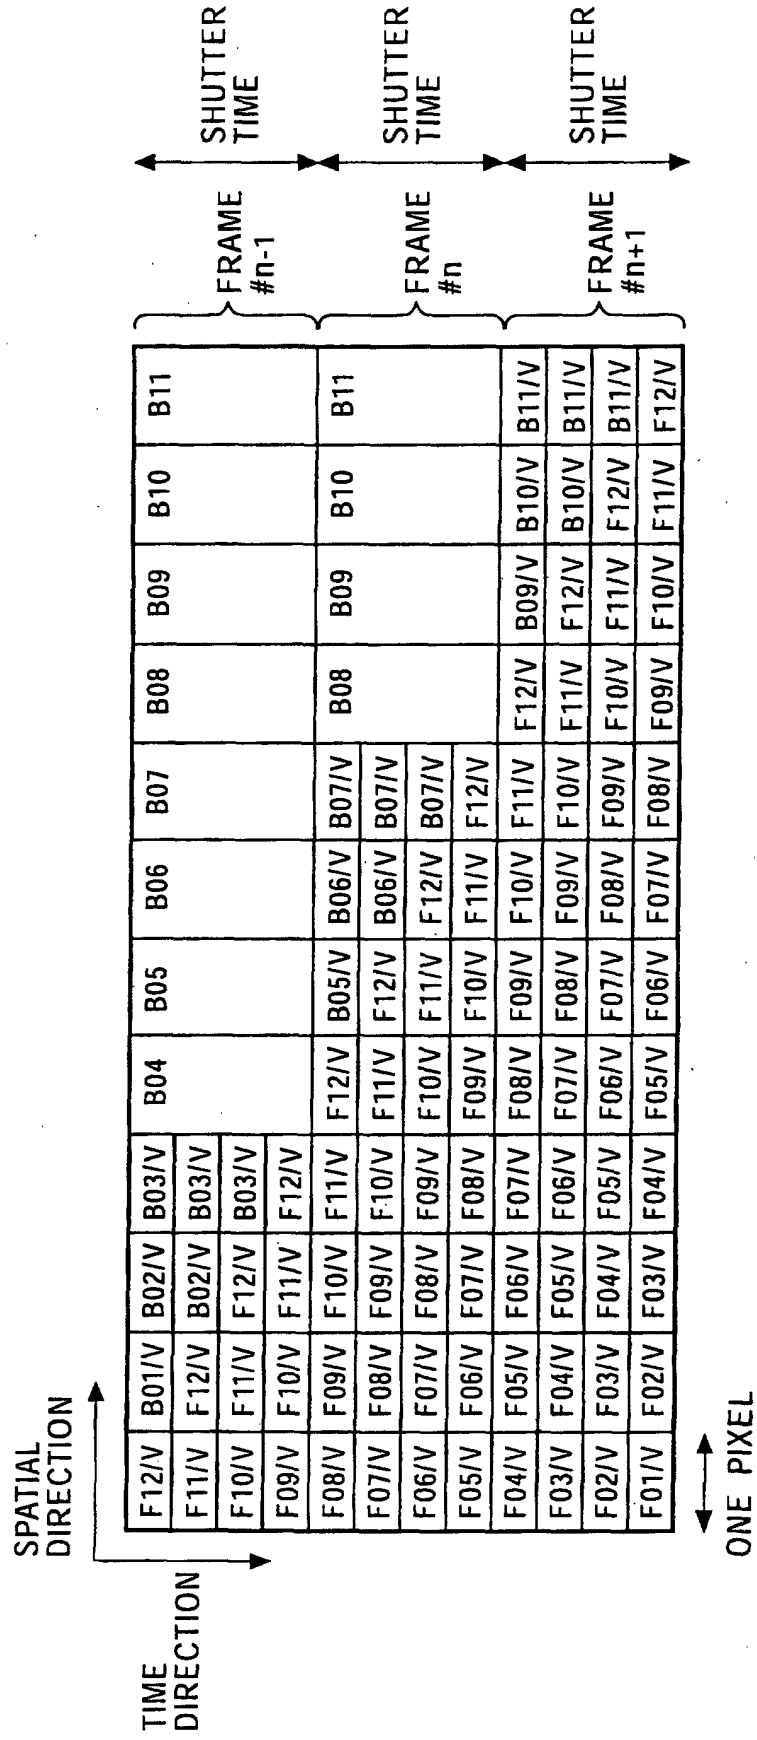 SPATIAL
DIRECTION
TIME
DIRECTION
F12/V B01/V B02/V B03/V B04 B05 B06 B07 B08 B09 B10 B11
F11/V F12/V B02/V B03/V
F10/V F11/V F12/V B03/V
F09/V F10/V F11/V F12/V
FRAME
#n-1
SHUTTER
TIME
F08/V F09/V F10/V F11/V F12/V B05/V B06/V B07/V B08 B09 B10 B11
F07/V F08/V F09/V F10/V F11/V F12/V B06/V B07/V
F06/V F07/V F08/V F09/V F10/V F11/V F12/V B07/V
F05/V F06/V F07/V F08/V F09/V F10/V F11/V F12/V
FRAME
#n
SHUTTER
TIME
F04/V F05/V F06/V F07/V F08/V F09/V F10/V F11/V F12/V B09/V B10/V B11/V
F03/V F04/V F05/V F06/V F07/V F08/V F09/V F10/V F11/V F12/V B10/V B11/V
F02/V F03/V F04/V F05/V F06/V F07/V F08/V F09/V F10/V F11/V F12/V B11/V
F01/V F02/V F03/V F04/V F05/V F06/V F07/V F08/V F09/V F10/V F11/V F12/V
FRAME
#n+1
SHUTTER
TIME
ONE PIXEL